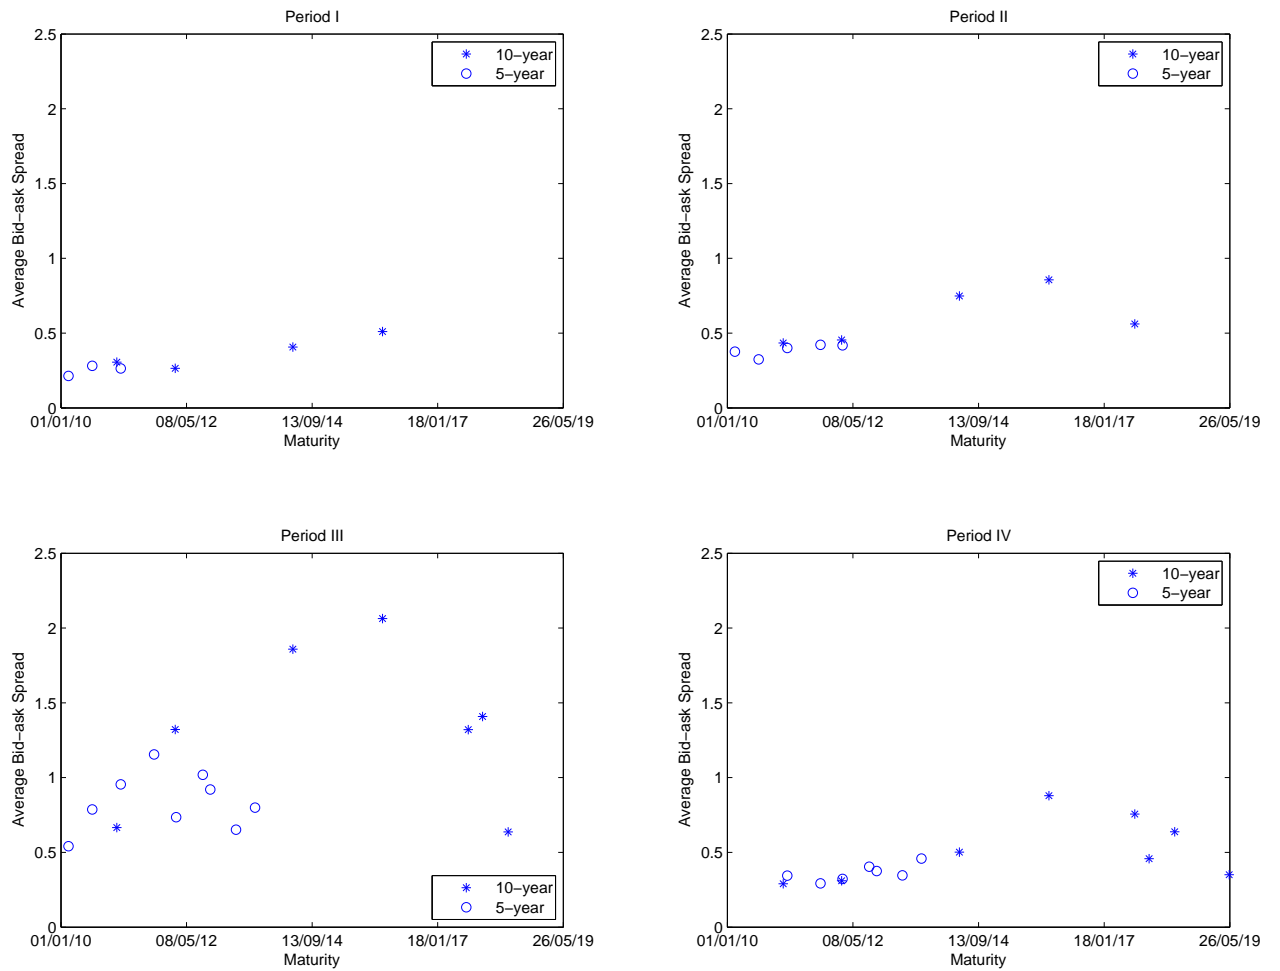 Period I
2.5
2
1.5
1
0.5
0
Average Bid−ask Spread
10−year
5−year
01/01/10 08/05/12 13/09/14 18/01/17 26/05/19
Maturity
Period II
2.5
2
1.5
1
0.5
0
Average Bid−ask Spread
10−year
5−year
01/01/10 08/05/12 13/09/14 18/01/17 26/05/19
Maturity
Period III
2.5
2
1.5
1
0.5
0
Average Bid−ask Spread
10−year
5−year
01/01/10 08/05/12 13/09/14 18/01/17 26/05/19
Maturity
Period IV
2.5
2
1.5
1
0.5
0
Average Bid−ask Spread
10−year
5−year
01/01/10 08/05/12 13/09/14 18/01/17 26/05/19
Maturity